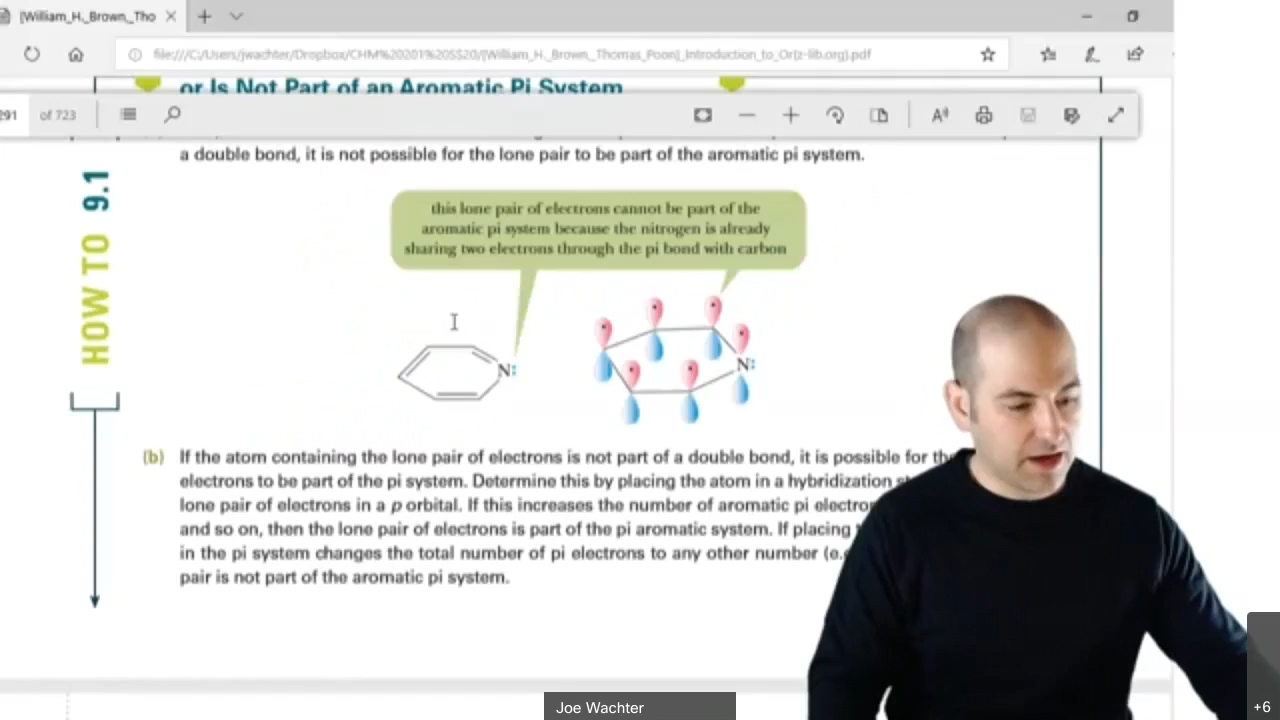 [William_H._Brown,_Tho
file:///C:/Users/jwachter/Dropbox/CHM%20201%20SS20/[William_H._Brown,_Thomas_Poon]_Introduction_to_Or(z-lib.org).pdf
or Is Not Part of an Aromatic Pi System
291 of 723
a double bond, it is not possible for the lone pair to be part of the aromatic pi system.
HOW TO 9.1
this lone pair of electrons cannot be part of the
aromatic pi system because the nitrogen is already
sharing two electrons through the pi bond with carbon
N:
N:
(b) If the atom containing the lone pair of electrons is not part of a double bond, it is possible for the
electrons to be part of the pi system. Determine this by placing the atom in a hybridization
lone pair of electrons in a p orbital. If this increases the number of aromatic pi
and so on, then the lone pair of electrons is part of the pi aromatic system. If placing
in the pi system changes the total number of pi electrons to any other number (e.
pair is not part of the aromatic pi system.
Joe Wachter
+6